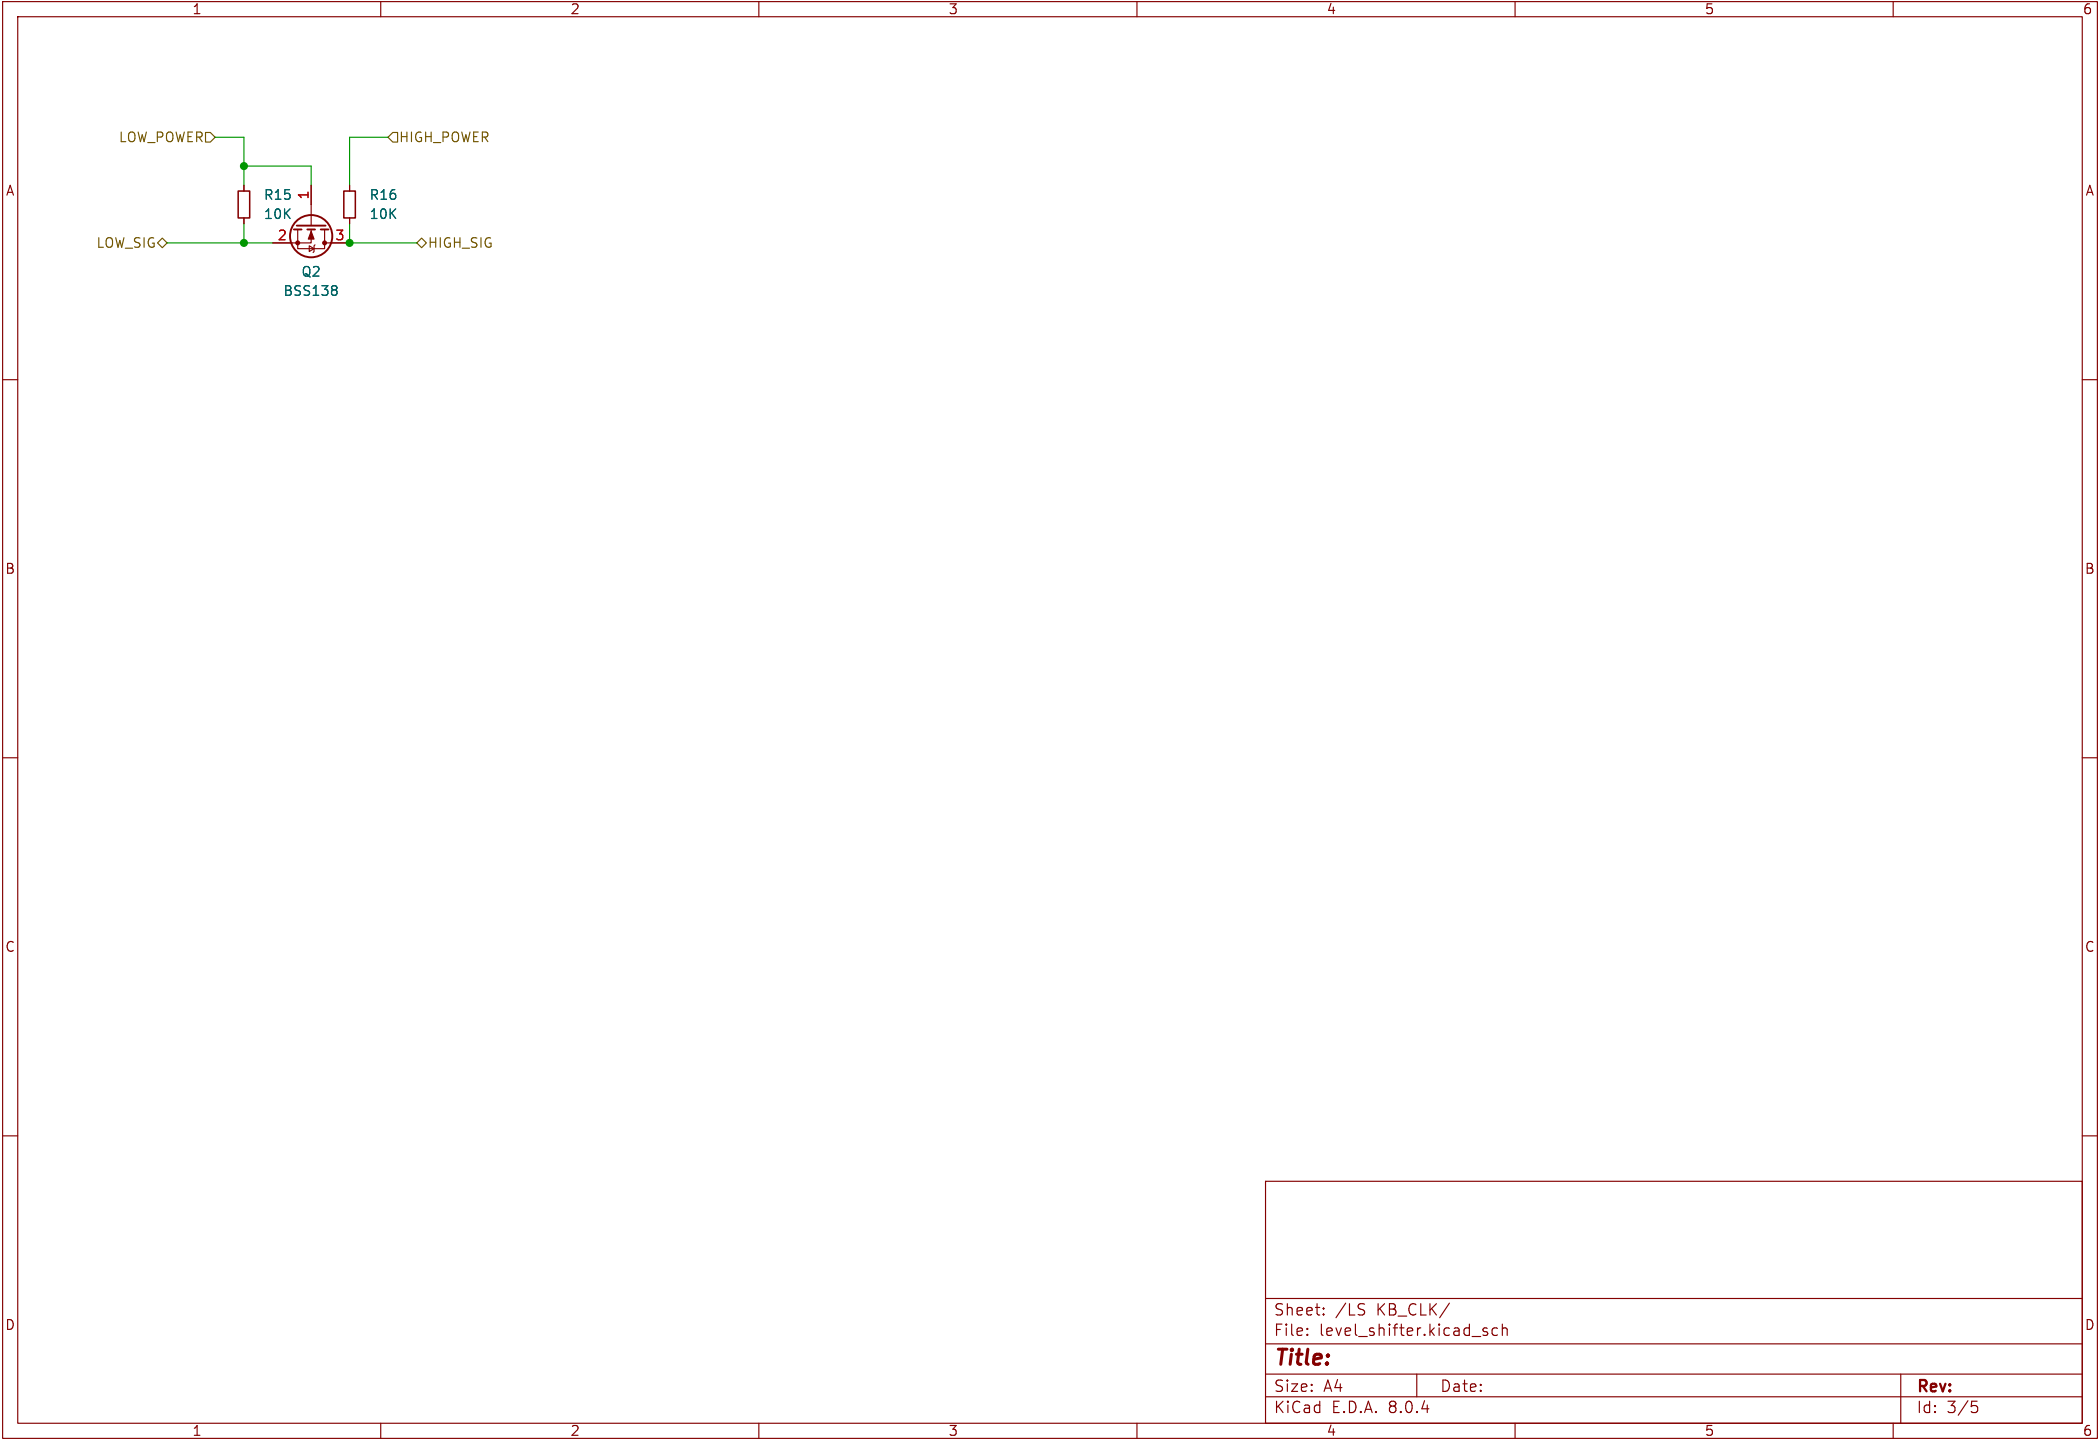 1 2 3 4 5 6
LOW_POWER HIGH_POWER
A A
R15 1 R16
10K 10K
LOW_SIG 2 3 HIGH_SIG
Q2
BSS138
B B
C C
Sheet: /LS KB_CLK/
File: level_shifter.kicad_sch
D D
Title:
Size: A4 Date: Rev:
KiCad E.D.A. 8.0.4 Id: 3/5
1 2 3 4 5 6